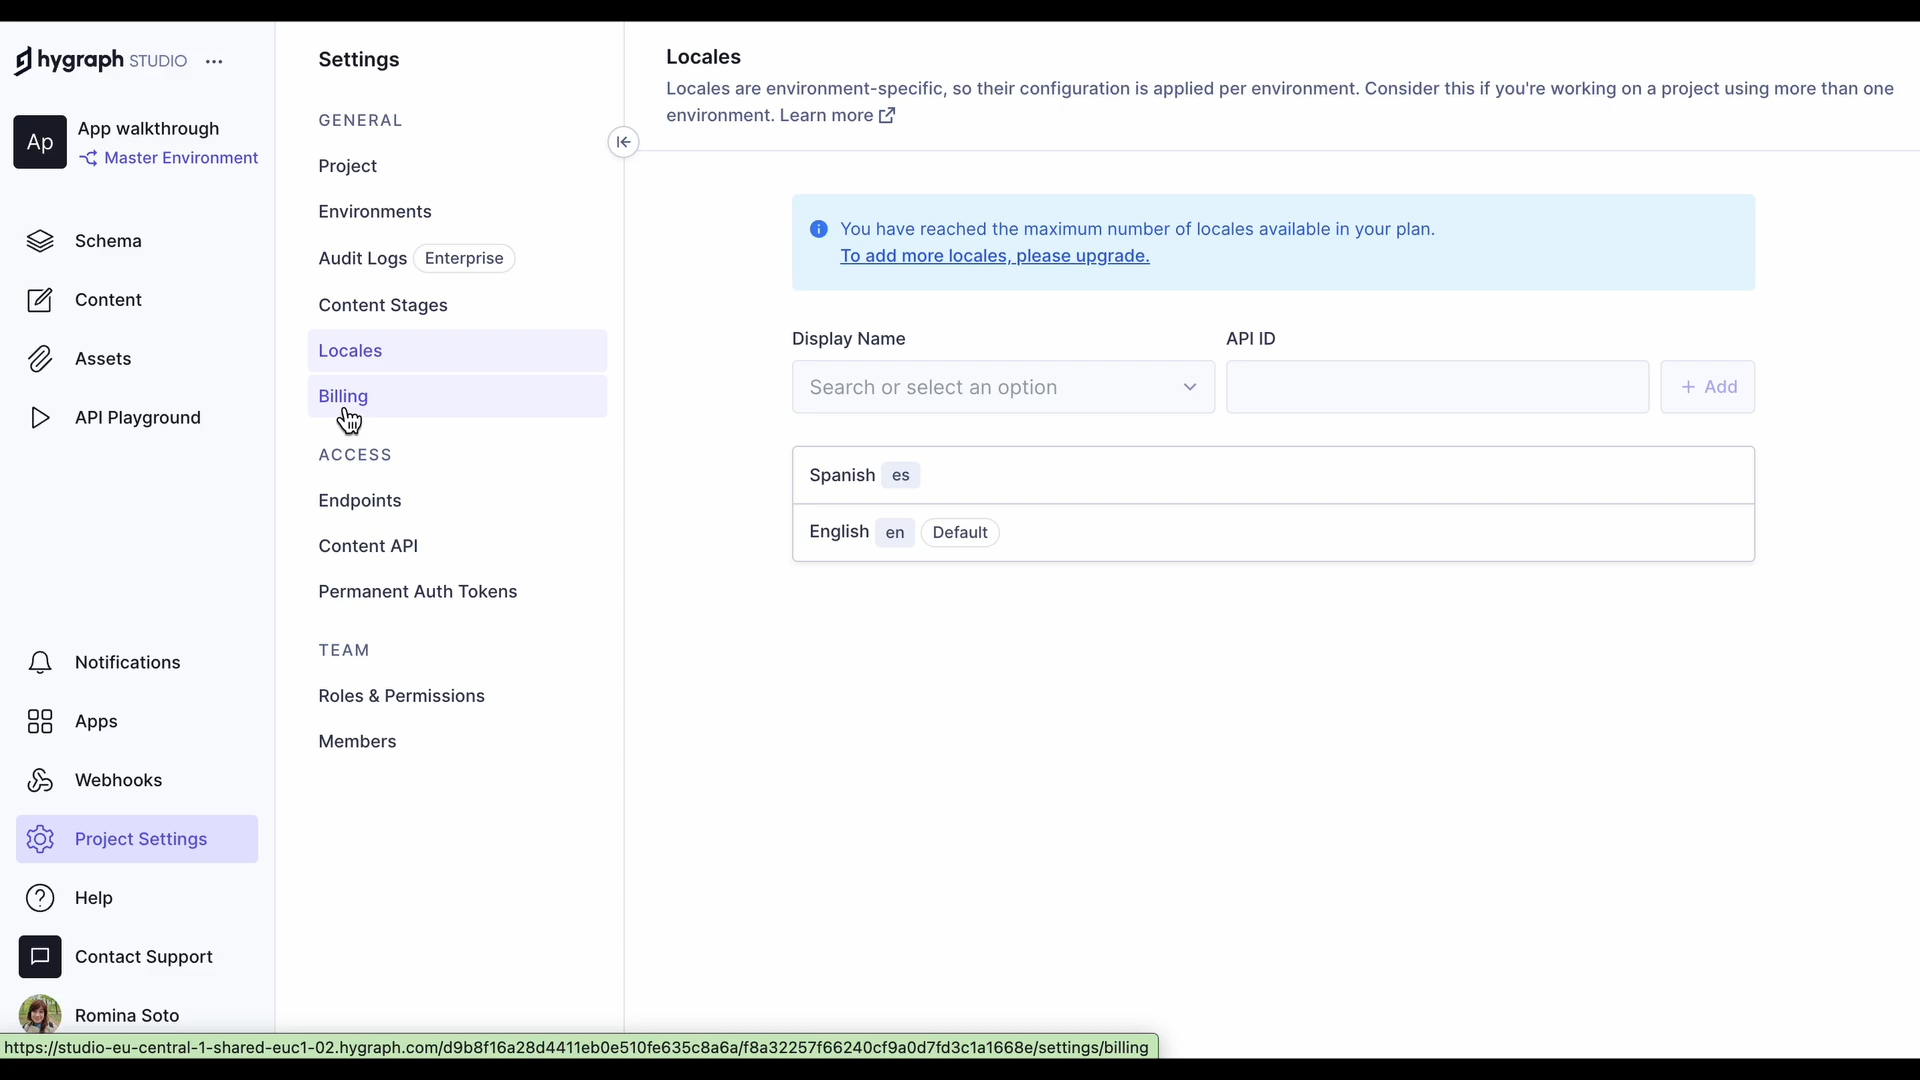 hygraph STUDIO
Ap
App walkthrough
Master Environment
Schema
Content
Assets
API Playground
Notifications
Apps
Webhooks
Project Settings
Help
Contact Support
Romina Soto
Settings
GENERAL
Project
Environments
Audit Logs Enterprise
Content Stages
Locales
Billing
ACCESS
Endpoints
Content API
Permanent Auth Tokens
TEAM
Roles & Permissions
Members
Locales
Locales are environment-specific, so their configuration is applied per environment. Consider this if you're working on a project using more than one
environment. Learn more
You have reached the maximum number of locales available in your plan.
To add more locales, please upgrade.
Display Name API ID
Search or select an option + Add
Spanish es
English en Default
https://studio-eu-central-1-shared-euc1-02.hygraph.com/d9b8f16a28d4411eb0e510fe635c8a6a/f8a32257f66240cf9a0d7fd3c1a1668e/settings/billing